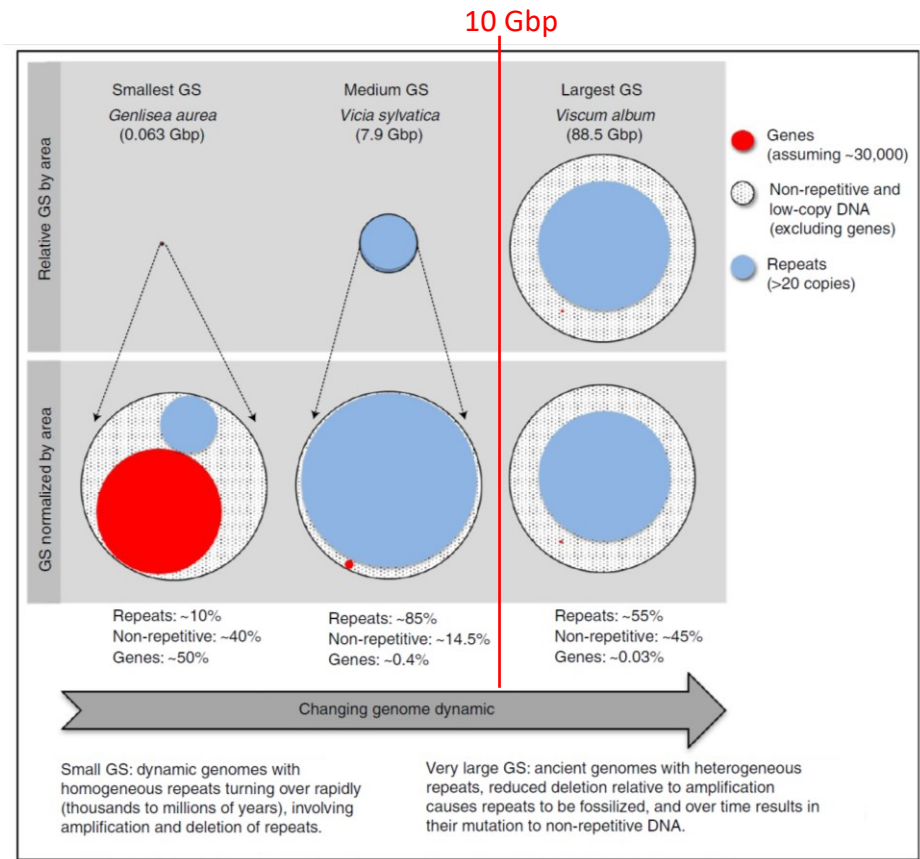 10 Gbp
Smallest GS
Genlisea aurea
(0.063 Gbp)
Medium GS
Vicia sylvatica
(7.9 Gbp)
Largest GS
Viscum album
(88.5 Gbp)
Relative GS by area
Genes
(assuming ~30,000)
Non-repetitive and
low-copy DNA
(excluding genes)
Repeats
(>20 copies)
GS normalized by area
Repeats: ~10%
Non-repetitive: ~40%
Genes: ~50%
Repeats: ~85%
Non-repetitive: ~14.5%
Genes: ~0.4%
Repeats: ~55%
Non-repetitive: ~45%
Genes: ~0.03%
Changing genome dynamic
Small GS: dynamic genomes with
homogeneous repeats turning over rapidly
(thousands to millions of years), involving
amplification and deletion of repeats.
Very large GS: ancient genomes with heterogeneous
repeats, reduced deletion relative to amplification
causes repeats to be fossilized, and over time results in
their mutation to non-repetitive DNA.